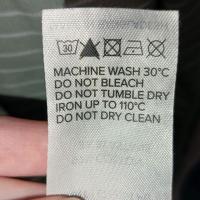 30
MACHINE WASH 30°C
DO NOT BLEACH
DO NOT TUMBLE DRY
IRON UP TO 110°C
DO NOT DRY CLEAN